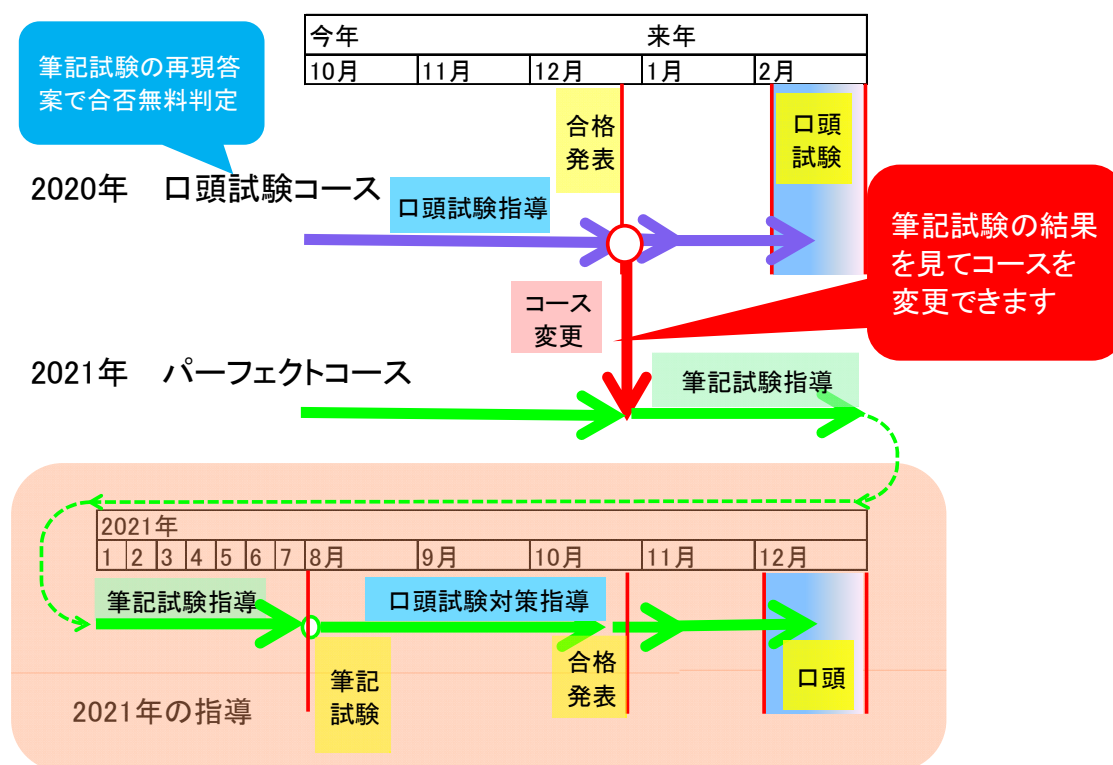 今年 来年
10月 11月 12月 1月 2月
筆記試験の再現答
案で合否無料判定
合格
発表
口頭
試験
2020年 口頭試験コース
口頭試験指導
筆記試験の結果
を見てコースを
変更できます
コース
変更
2021年 パーフェクトコース
筆記試験指導
2021年
1 2 3 4 5 6 7 8月 9月 10月 11月 12月
筆記試験指導
口頭試験対策指導
筆記
試験
合格
発表
口頭
2021年の指導